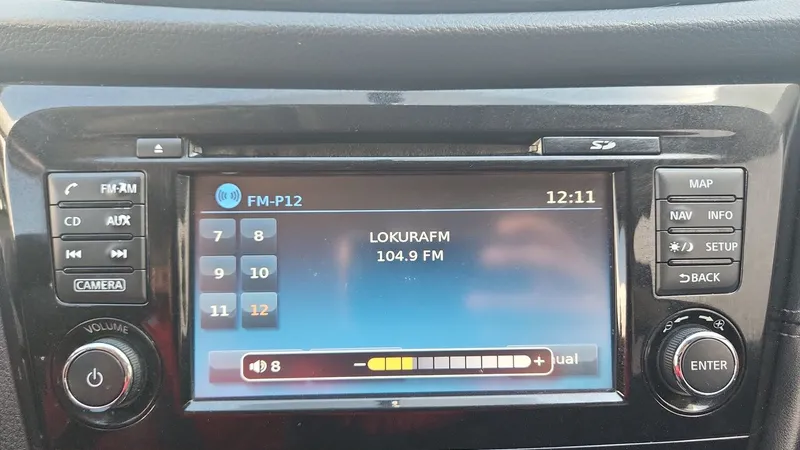 SD
FM-AM
CD AUX
CAMERA
VOLUME
FM-P12 12:11
7 8
9 10
11 12
LOKURAFM
104.9 FM
8 − +
ual
MAP
NAV INFO
SETUP
BACK
ENTER